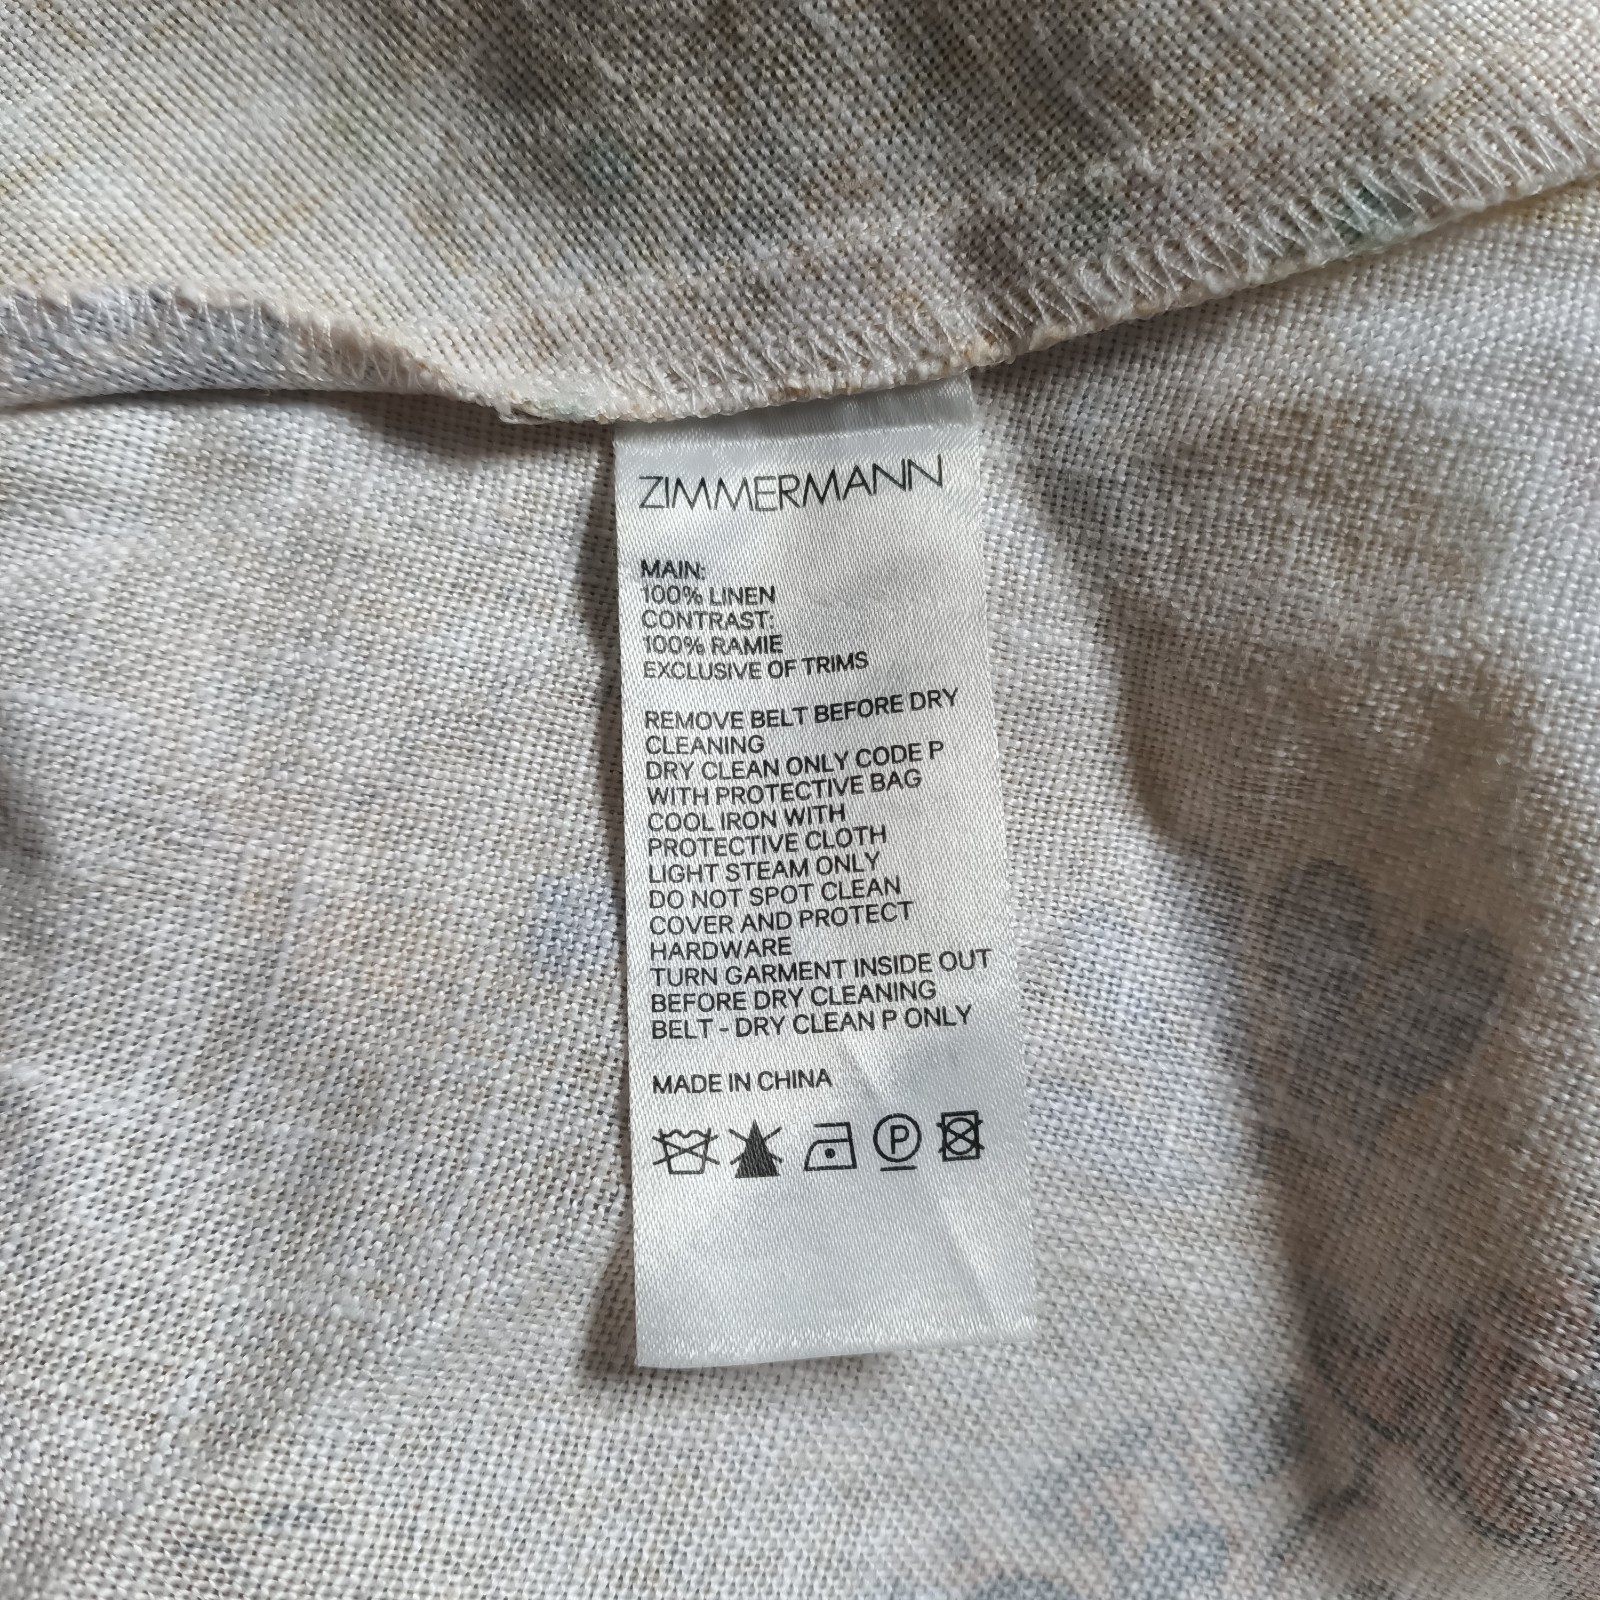 ZIMMERMANN
MAIN:
100% LINEN
CONTRAST:
100% RAMIE
EXCLUSIVE OF TRIMS
REMOVE BELT BEFORE DRY
CLEANING
DRY CLEAN ONLY CODE P
WITH PROTECTIVE BAG
COOL IRON WITH
PROTECTIVE CLOTH
LIGHT STEAM ONLY
DO NOT SPOT CLEAN
COVER AND PROTECT
HARDWARE
TURN GARMENT INSIDE OUT
BEFORE DRY CLEANING
BELT - DRY CLEAN P ONLY
MADE IN CHINA
P